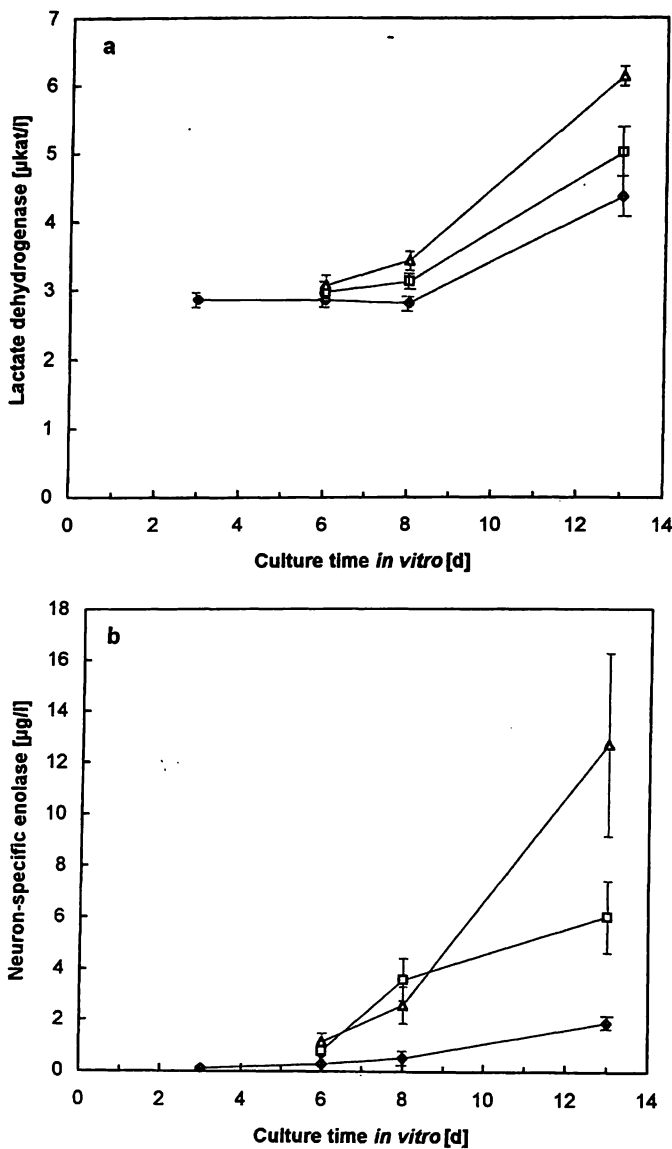 a
Lactate dehydrogenase [µkat/l]
7
6
5
4
3
2
1
0
0 2 4 6 8 10 12 14
Culture time in vitro [d]
b
Neuron-specific enolase [µg/l]
18
16
14
12
10
8
6
4
2
0
0 2 4 6 8 10 12 14
Culture time in vitro [d]